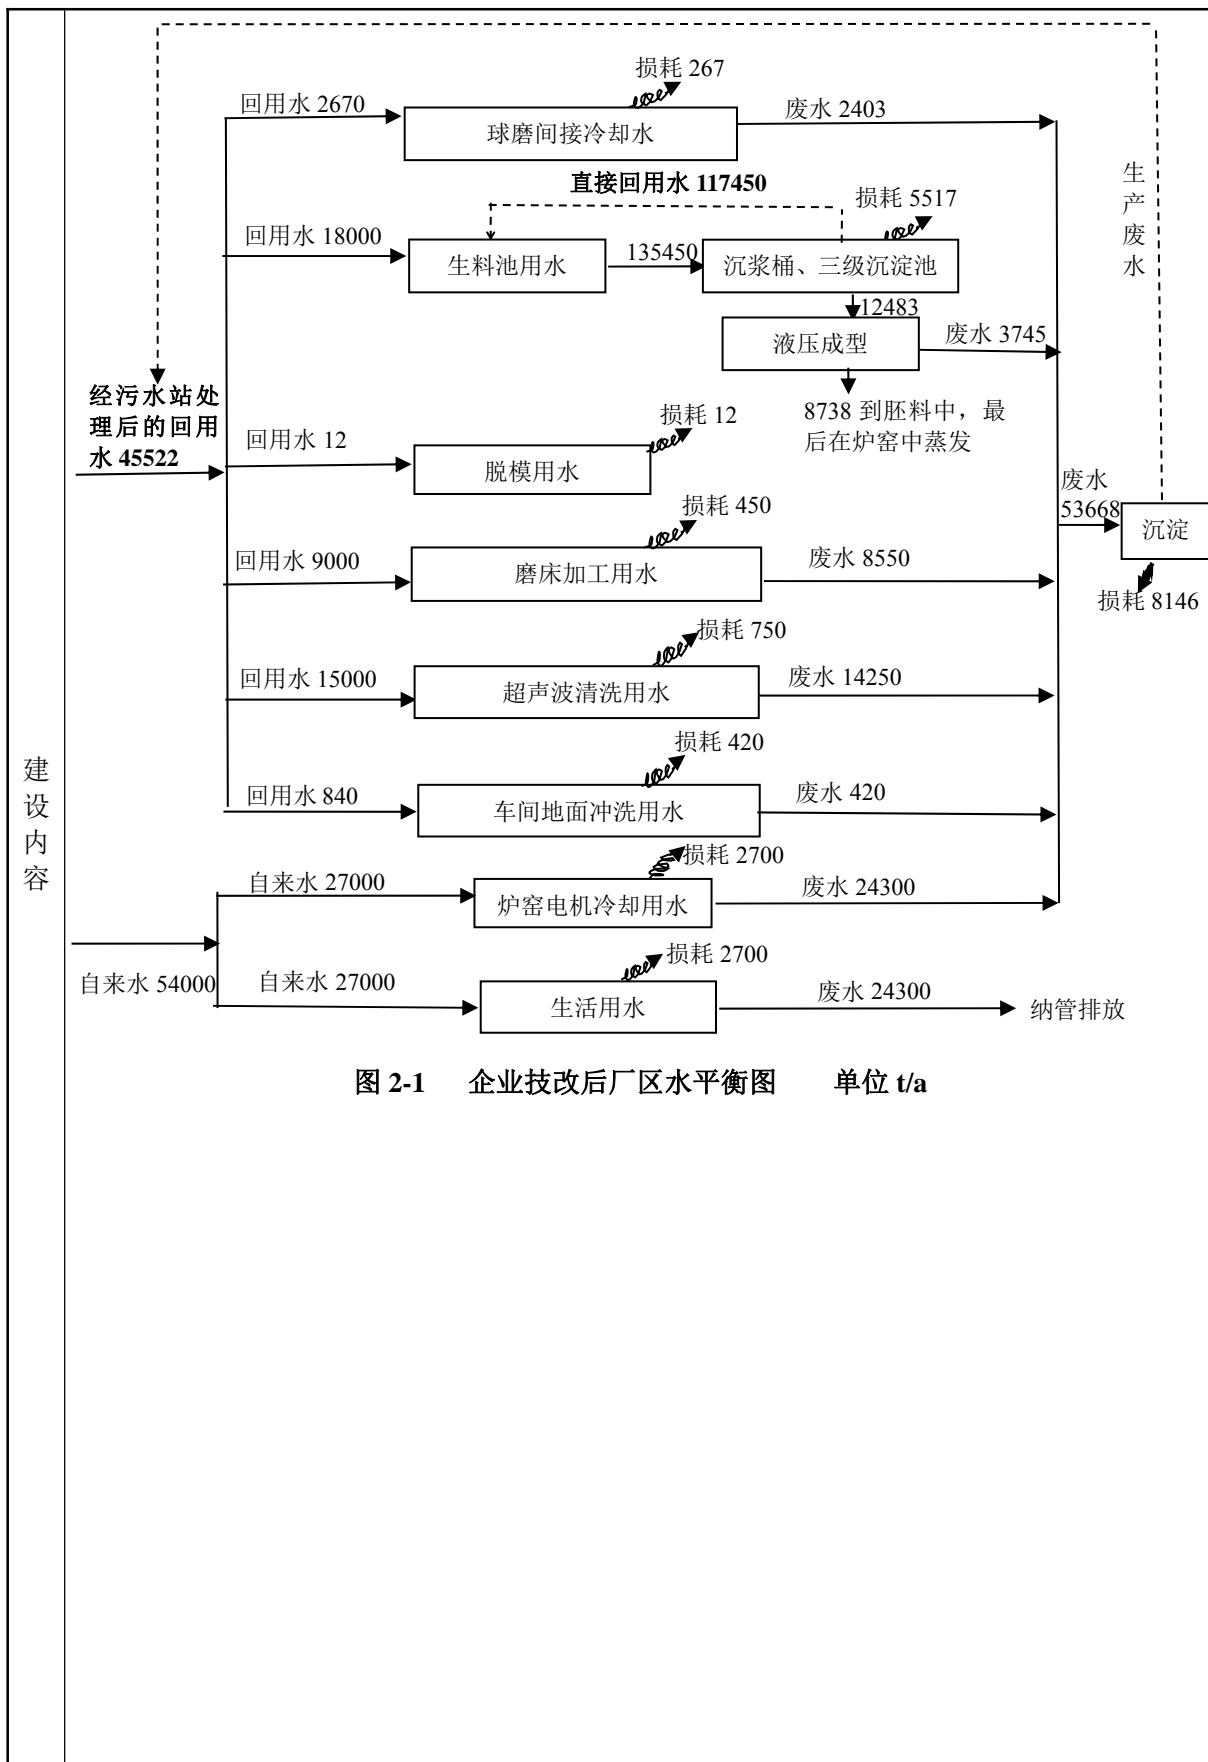 损耗 267
回用水 2670
废水 2403
球磨间接冷却水
直接回用水 117450
损耗 5517
回用水 18000
生料池用水
135450
沉浆桶、三级沉淀池
12483
液压成型
废水 3745
8738 到胚料中，最
后在炉窑中蒸发
生产废水
经污水站处
理后的回用
水 45522
损耗 12
回用水 12
脱模用水
废水
53668
沉淀
损耗 8146
损耗 450
回用水 9000
磨床加工用水
废水 8550
损耗 750
回用水 15000
超声波清洗用水
废水 14250
损耗 420
回用水 840
车间地面冲洗用水
废水 420
建设内容
损耗 2700
自来水 27000
炉窑电机冷却用水
废水 24300
自来水 54000
损耗 2700
自来水 27000
生活用水
废水 24300
纳管排放
图 2-1 企业技改后厂区水平衡图 单位 t/a